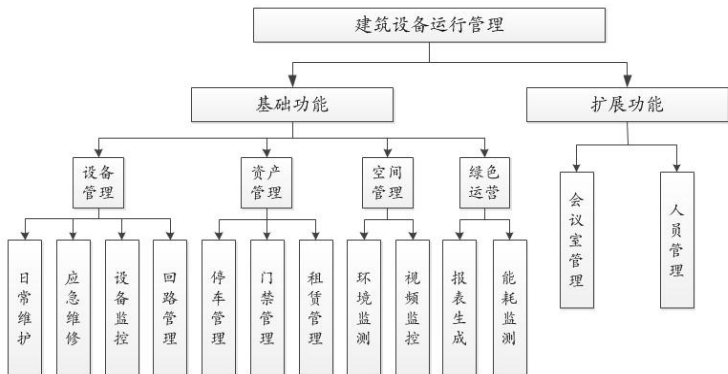 建筑设备运行管理
基础功能
扩展功能
设备
管理
资产
管理
空间
管理
绿色
运营
日常维护
应急维修
设备监控
回路管理
停车管理
门禁管理
租赁管理
环境监测
视频监控
报表生成
能耗监测
会议室管理
人员管理